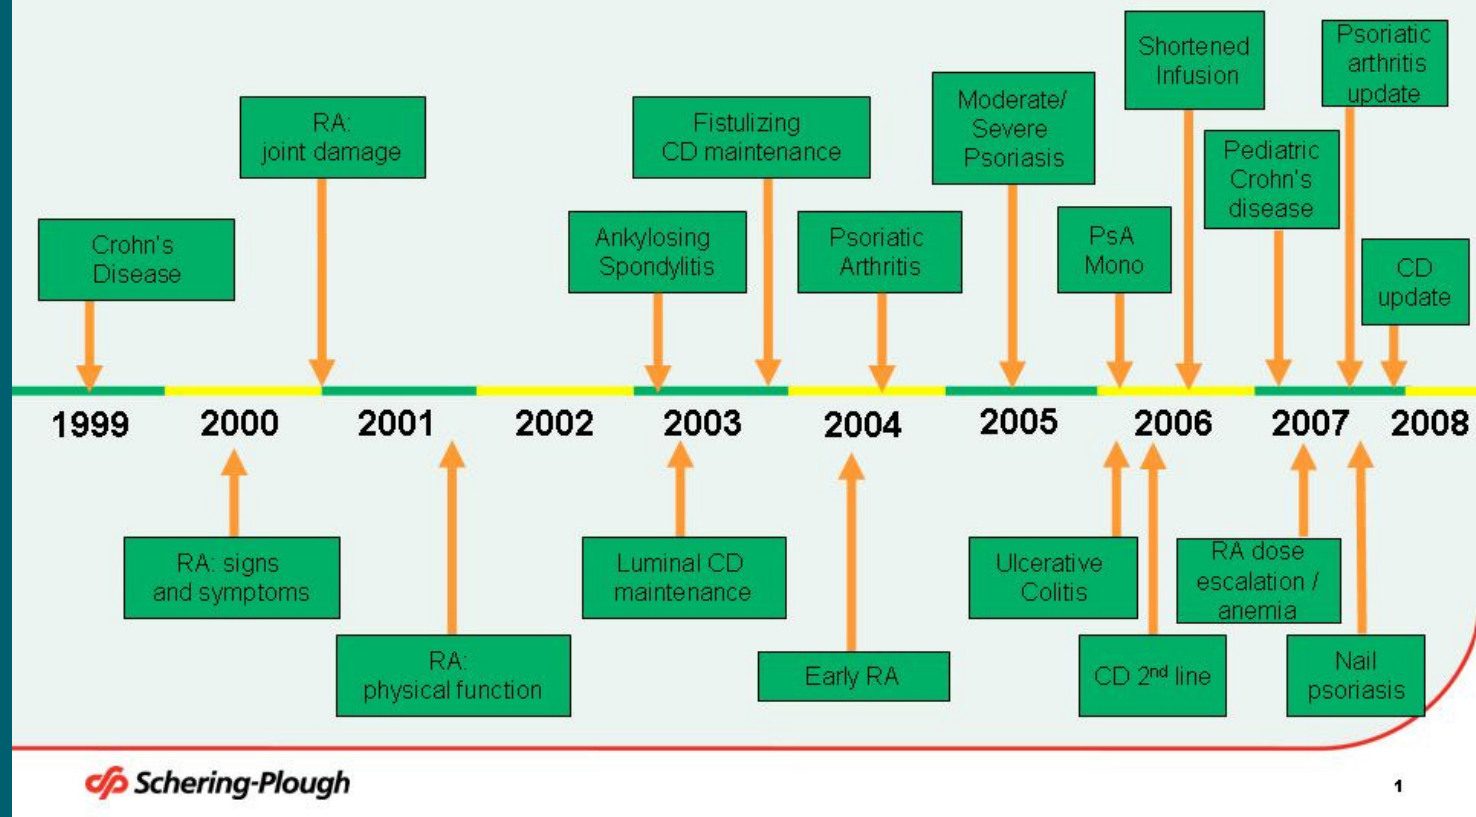 Crohn's
Disease
RA:
joint damage
Ankylosing
Spondylitis
Fistulizing
CD maintenance
Psoriatic
Arthritis
Moderate/
Severe
Psoriasis
PsA
Mono
Shortened
Infusion
Pediatric
Crohn's
disease
Psoriatic
arthritis
update
CD
update
1999
2000
2001
2002
2003
2004
2005
2006
2007
2008
RA: signs
and symptoms
RA:
physical function
Luminal CD
maintenance
Early RA
Ulcerative
Colitis
CD 2nd line
RA dose
escalation /
anemia
Nail
psoriasis
Schering-Plough
1